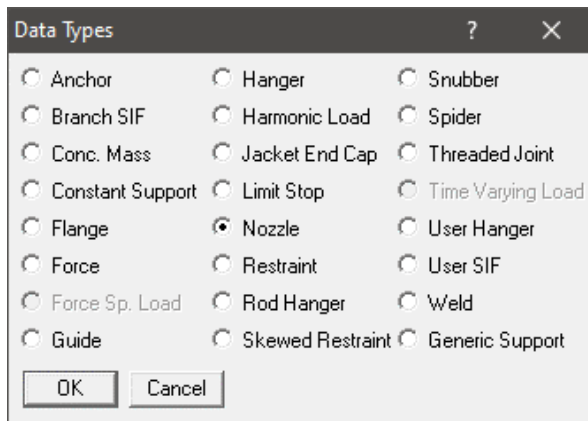 Data Types ?
Anchor Hanger Snubber
Branch SIF Harmonic Load Spider
Conc. Mass Jacket End Cap Threaded Joint
Constant Support Limit Stop Time Varying Load
Flange Nozzle User Hanger
Force Restraint User SIF
Force Sp. Load Rod Hanger Weld
Guide Skewed Restraint Generic Support
OK Cancel